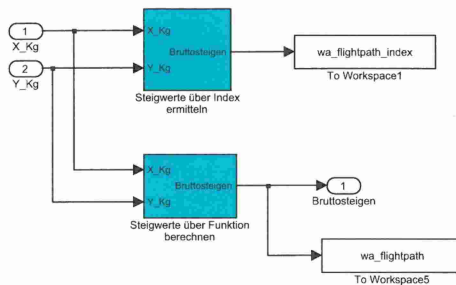 1
X_Kg
2
Y_Kg
X_Kg
Bruttosteigen
Y_Kg
Steigwerte über Index
ermitteln
wa_flightpath_index
To Workspace1
X_Kg
Bruttosteigen
Y_Kg
Steigwerte über Funktion
berechnen
1
Bruttosteigen
wa_flightpath
To Workspace5